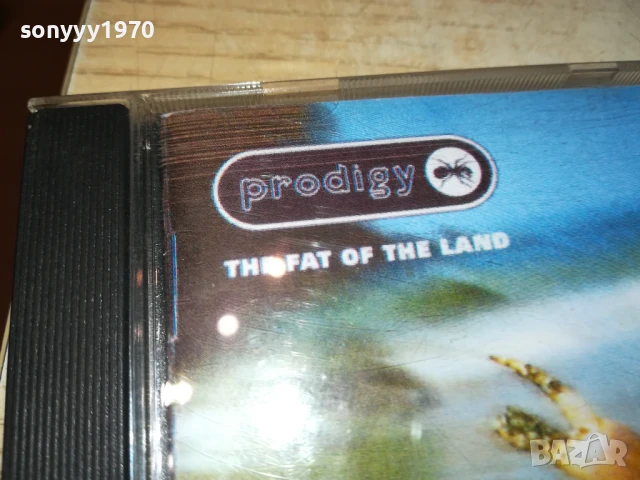 sonyyy1970
prodigy
THE FAT OF THE LAND
BAZAR